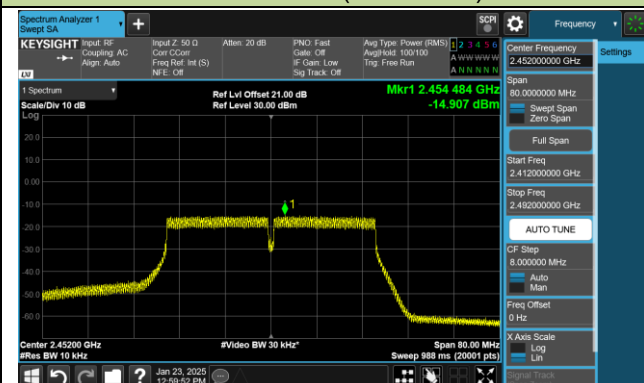 Spectrum Analyzer 1
Swept SA
SCPI
Frequency
KEYSIGHT
Input: RF
Coupling: AC
Align: Auto
Input Z: 50 Ω
Corr CCorr
Freq Ref: Int (S)
NFE: Off
Atten: 20 dB
PNO: Fast
Gate: Off
IF Gain: Low
Sig Track: Off
Avg Type: Power (RMS)
Avg|Hold: 100/100
Trig: Free Run
1 2 3 4 5 6
A W W W W W
A N N N N N
LXI
1 Spectrum
Scale/Div 10 dB
Log
Ref Lvl Offset 21.00 dB
Ref Level 30.00 dBm
Mkr1 2.454 484 GHz
-14.907 dBm
20.0
10.0
0.00
-10.0
-20.0
-30.0
-40.0
-50.0
-60.0
1
Center 2.45200 GHz
#Res BW 10 kHz
#Video BW 30 kHz*
Span 80.00 MHz
Sweep 988 ms (20001 pts)
Jan 23, 2025
12:59:52 PM
Center Frequency
2.452000000 GHz
Settings
Span
80.0000000 MHz
Swept Span
Zero Span
Full Span
Start Freq
2.412000000 GHz
Stop Freq
2.492000000 GHz
AUTO TUNE
CF Step
8.000000 MHz
Auto
Man
Freq Offset
0 Hz
X Axis Scale
Log
Lin
Signal Track